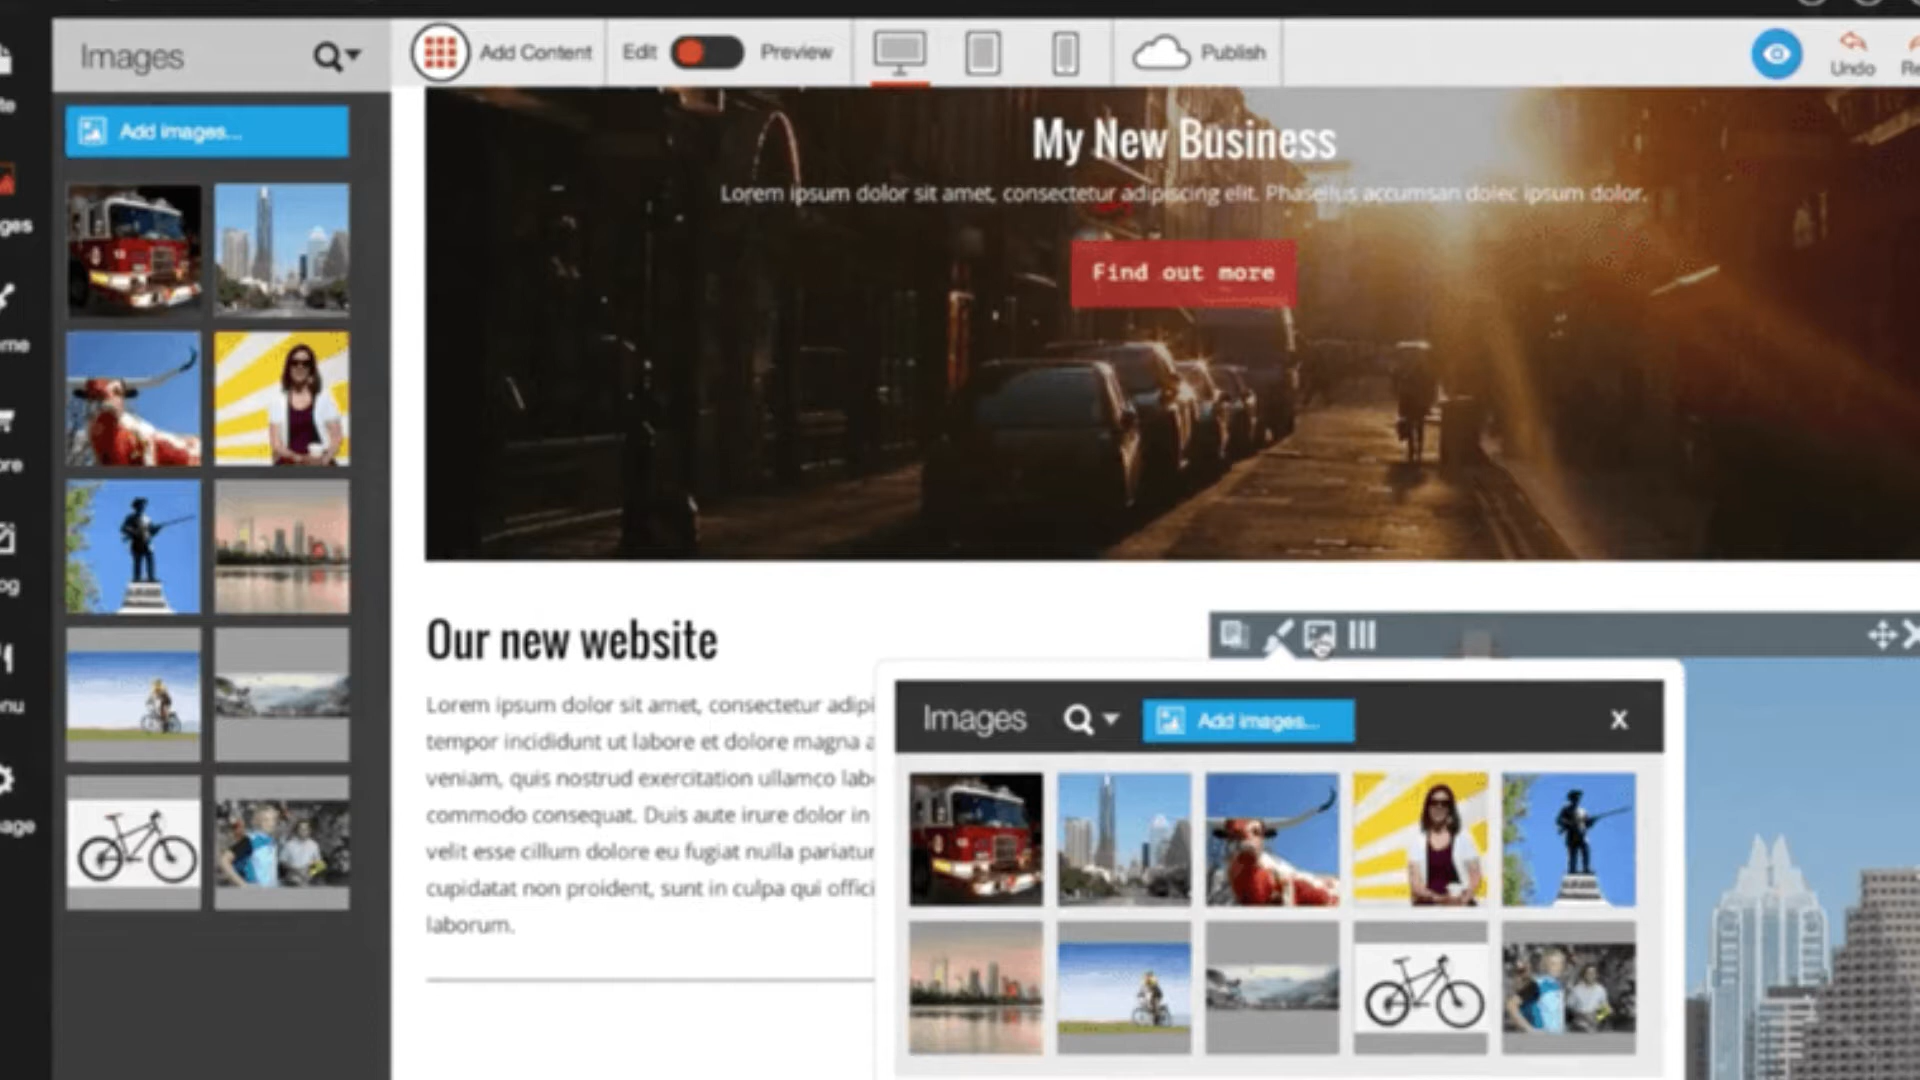 Images
Add Content
Edit
Preview
Publish
Undo
Add images...
My New Business
Lorem ipsum dolor sit amet, consectetur adipiscing elit. Phasellus accumsan dolec ipsum dolor.
Find out more
Our new website
Lorem ipsum dolor sit amet, consectetur adipi
tempor incididunt ut labore et dolore magna a
veniam, quis nostrud exercitation ullamco lab
commodo consequat. Duis aute irure dolor in
velit esse cillum dolore eu fugiat nulla pariatur
cupidatat non proident, sunt in culpa qui offici
laborum.
Images
Add images...
X